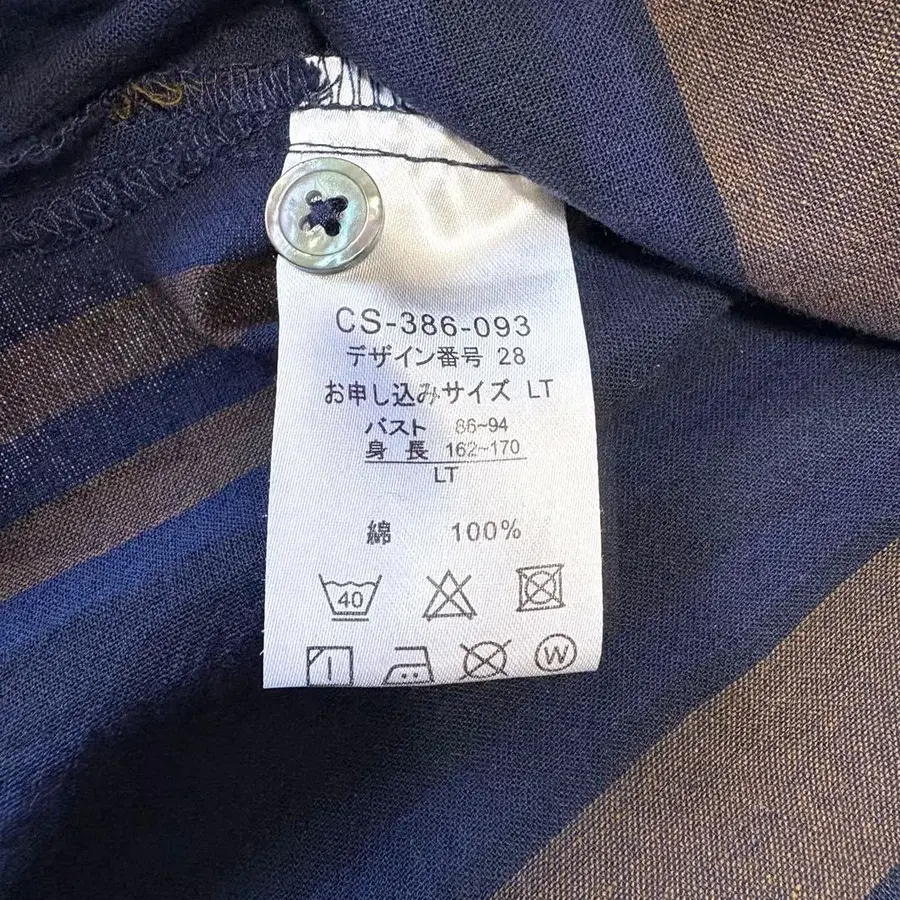 CS-386-093
デザイン番号 28
お申し込みサイズ LT
バスト 86~94
身 長 162~170
LT
綿 100%
40
W